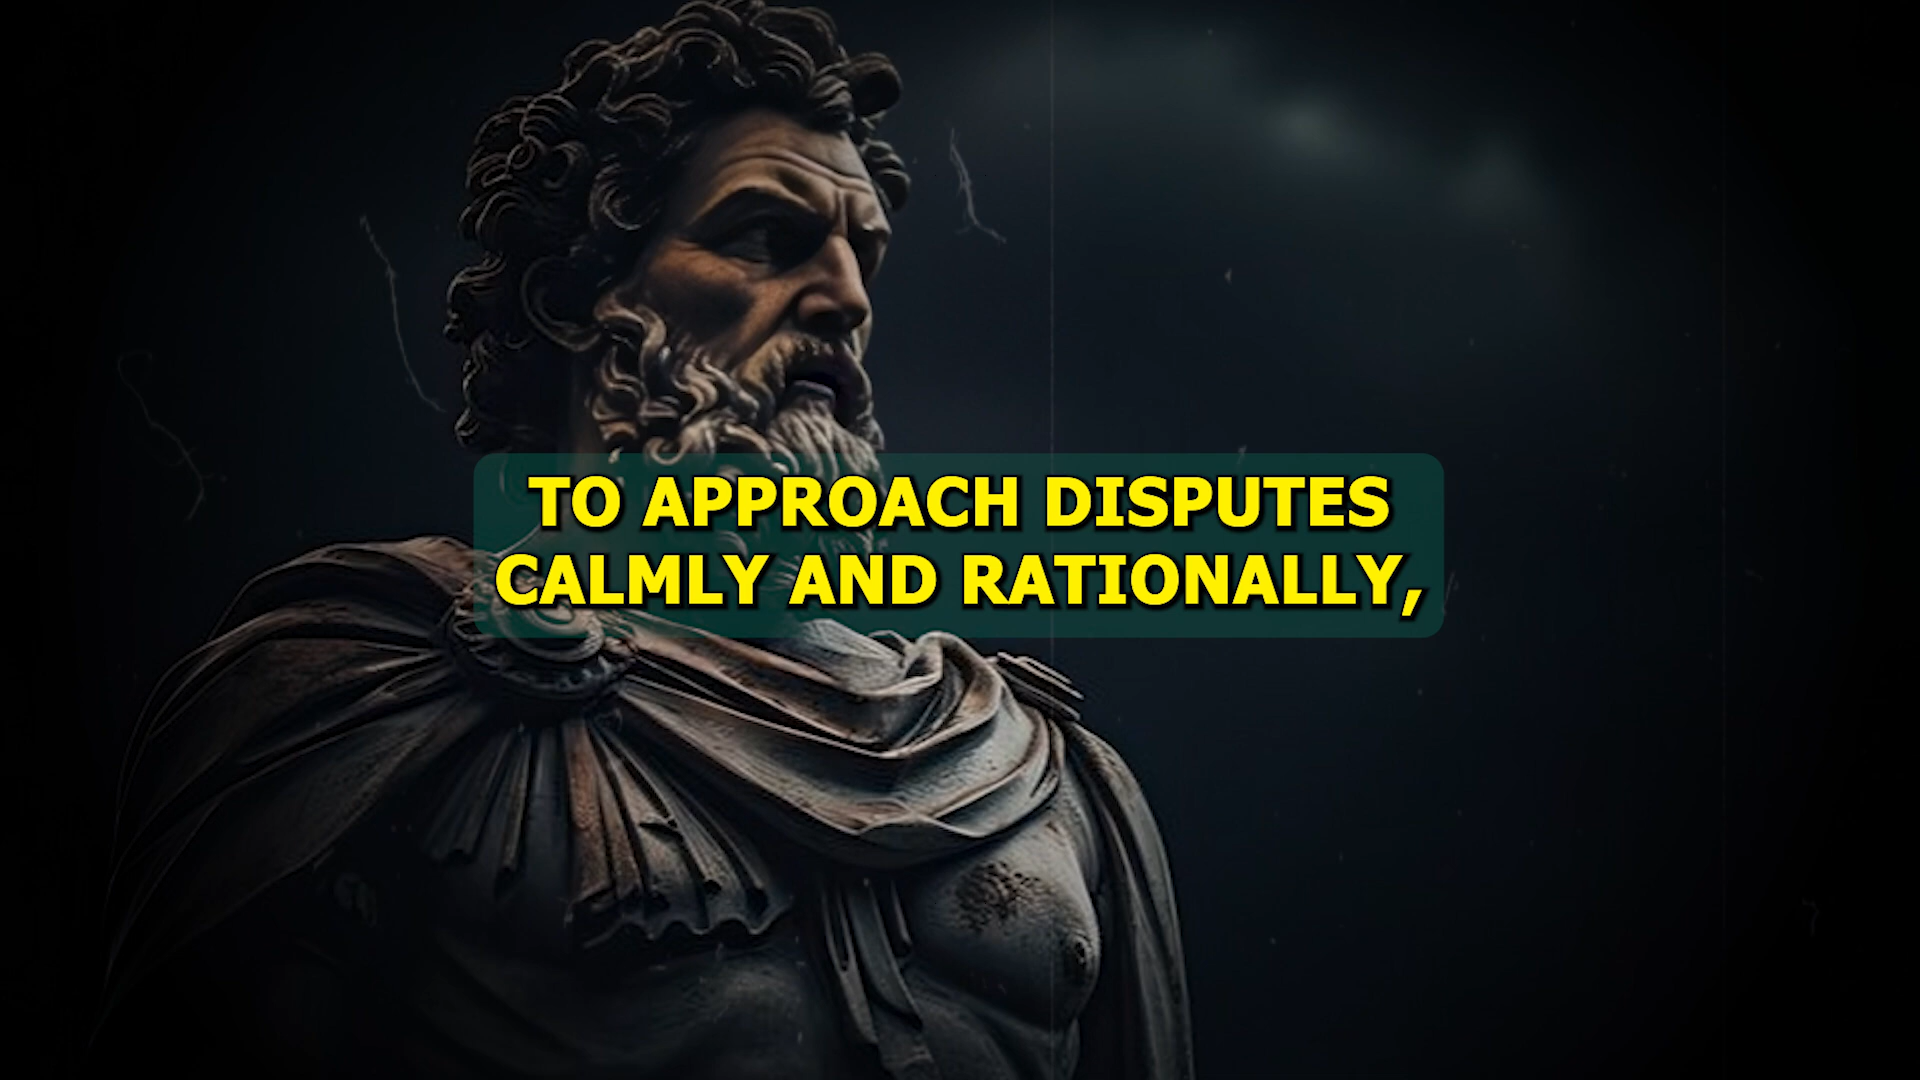 TO APPROACH DISPUTES
CALMLY AND RATIONALLY,